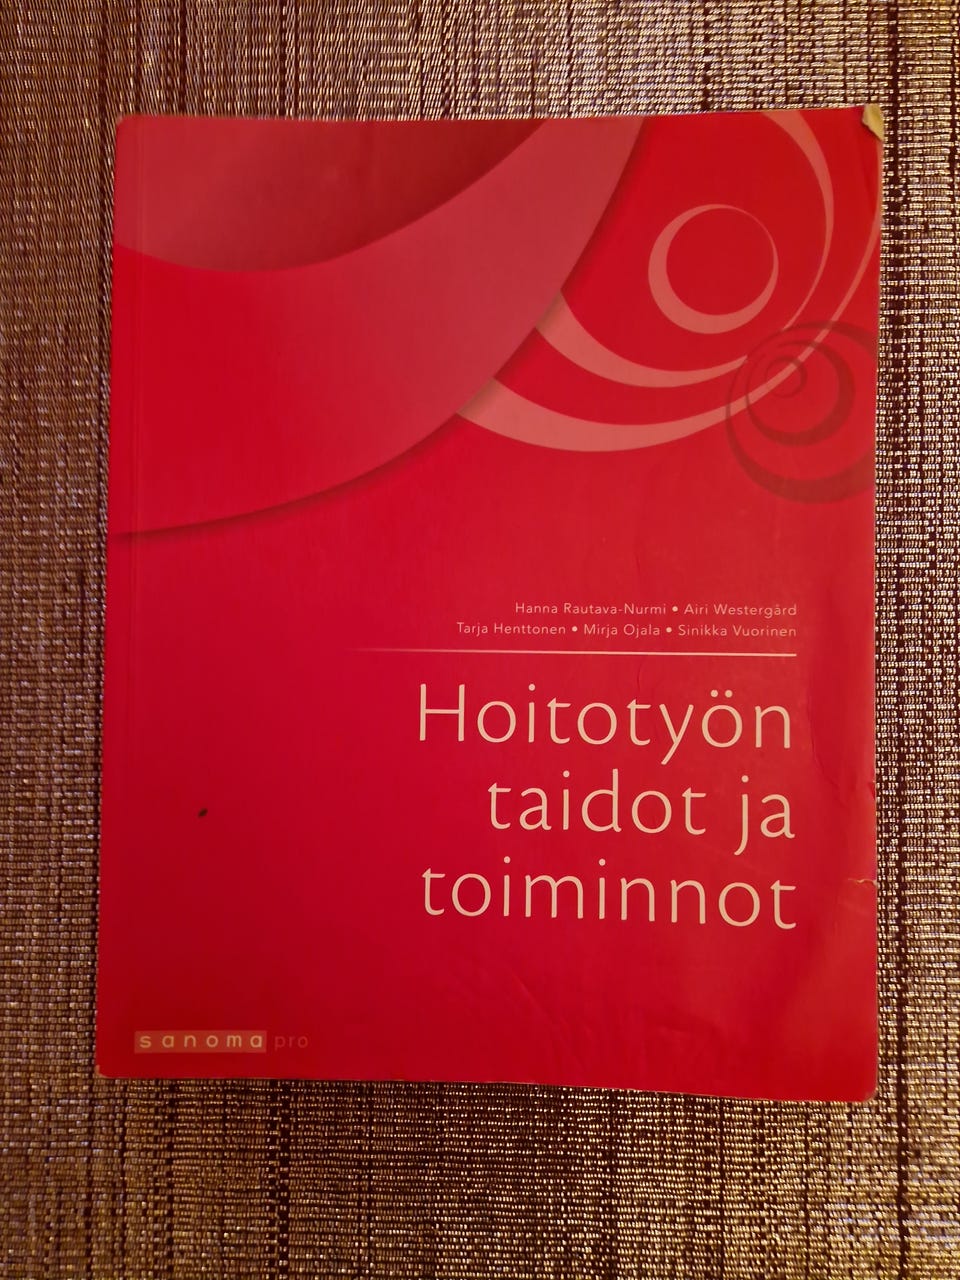 Hanna Rautava-Nurmi • Airi Westergård
Tarja Henttonen • Mirja Ojala • Sinikka Vuorinen
Hoitotyön
taidot ja
toiminnot
sanoma pro